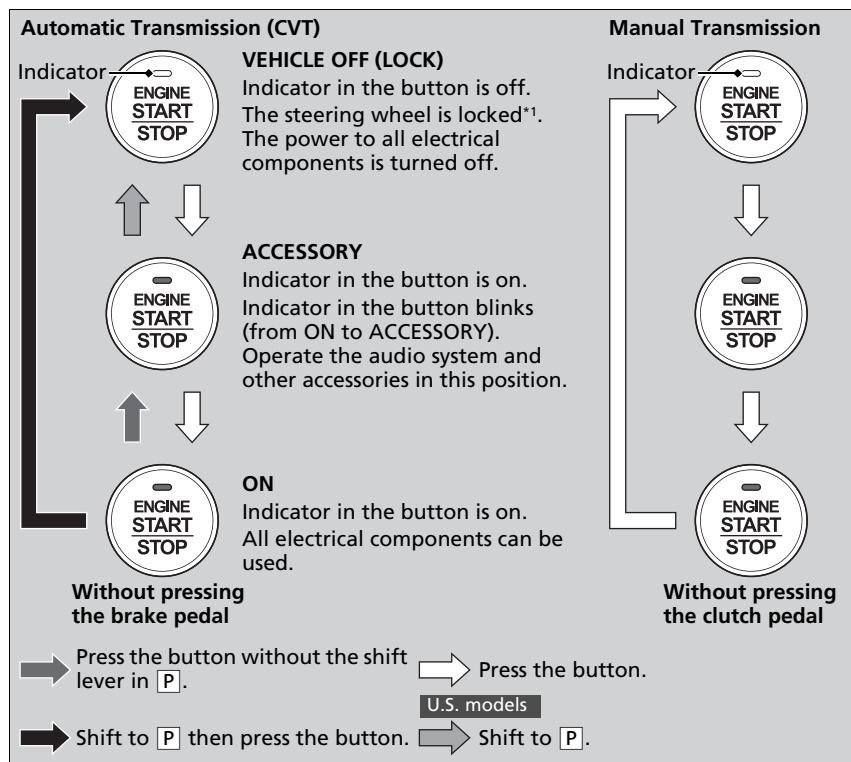 Automatic Transmission (CVT)
Manual Transmission
Indicator
ENGINE
START
STOP
VEHICLE OFF (LOCK)
Indicator in the button is off.
The steering wheel is locked*1.
The power to all electrical
components is turned off.
Indicator
ENGINE
START
STOP
ENGINE
START
STOP
ACCESSORY
Indicator in the button is on.
Indicator in the button blinks
(from ON to ACCESSORY).
Operate the audio system and
other accessories in this position.
ENGINE
START
STOP
ENGINE
START
STOP
ON
Indicator in the button is on.
All electrical components can be
used.
ENGINE
START
STOP
Without pressing
the brake pedal
Without pressing
the clutch pedal
Press the button without the shift
lever in P.
Press the button.
U.S. models
Shift to P then press the button.
Shift to P.